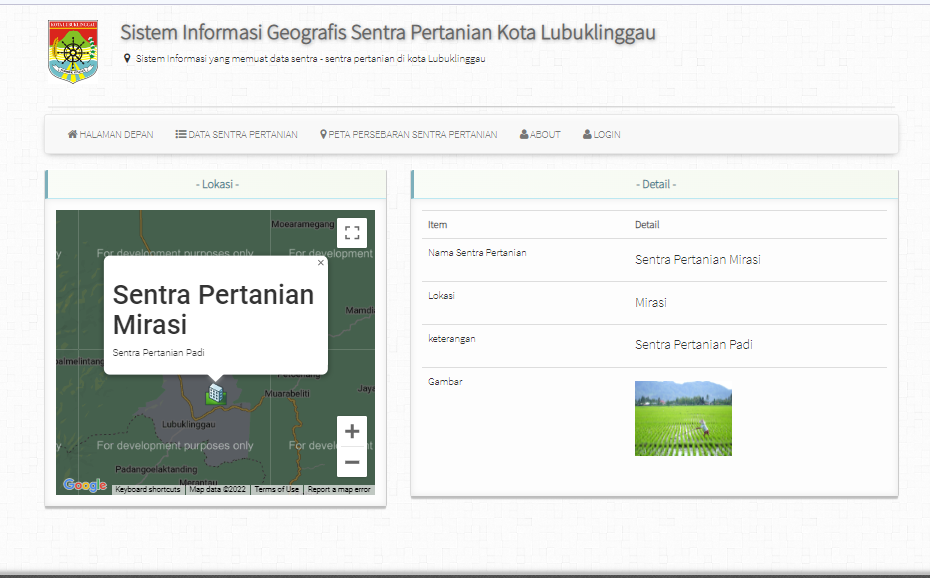 KOTA LUBUKLINGGAU
Sistem Informasi Geografis Sentra Pertanian Kota Lubuklinggau
Sistem Informasi yang memuat data sentra - sentra pertanian di kota Lubuklinggau
HALAMAN DEPAN DATA SENTRA PERTANIAN PETA PERSEBARAN SENTRA PERTANIAN ABOUT LOGIN
- Lokasi -
Moearamegang
y For development purposes only For development
×
Sentra Pertanian
Mirasi
Sentra Pertanian Padi
Mamdi
palmelintang
Muarabeliti
Jaya
Lubuklinggau
y For development purposes only For devel
Padangoelaktanding
Merantou
Google
Keyboard shortcuts Map data ©2022 Terms of Use Report a map error
- Detail -
Item Detail
Nama Sentra Pertanian Sentra Pertanian Mirasi
Lokasi Mirasi
keterangan Sentra Pertanian Padi
Gambar